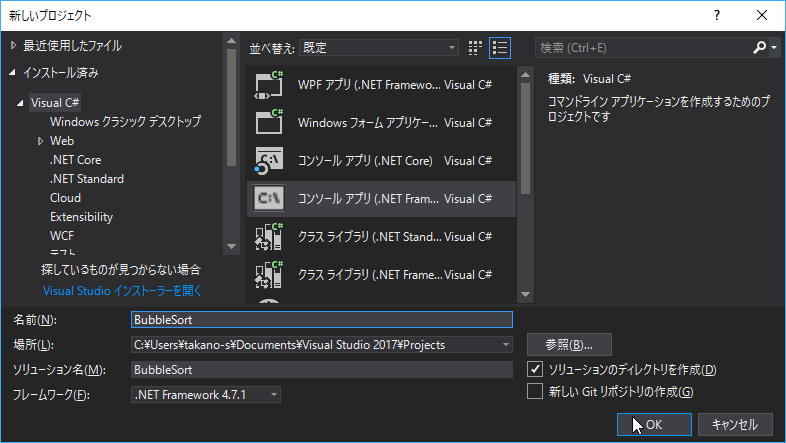 新しいプロジェクト
? ×
最近使用したファイル
インストール済み
Visual C#
Windows クラシック デスクトップ
Web
.NET Core
.NET Standard
Cloud
Extensibility
WCF
テスト
探しているものが見つからない場合
Visual Studio インストーラーを開く
並べ替え: 既定
C# WPF アプリ (.NET Framewo... Visual C#
C# Windows フォーム アプリケー... Visual C#
C# C:\ コンソール アプリ (.NET Core) Visual C#
C:\ コンソール アプリ (.NET Fram... Visual C#
C# クラス ライブラリ (.NET Stand... Visual C#
C# クラス ライブラリ (.NET Frame... Visual C#
検索 (Ctrl+E)
種類: Visual C#
コマンドライン アプリケーションを作成するためのプ
ロジェクトです
名前(N): BubbleSort
場所(L): C:¥Users¥takano-s¥Documents¥Visual Studio 2017¥Projects
参照(B)...
ソリューション名(M): BubbleSort
ソリューションのディレクトリを作成(D)
フレームワーク(F): .NET Framework 4.7.1
新しい Git リポジトリの作成(G)
OK
キャンセル